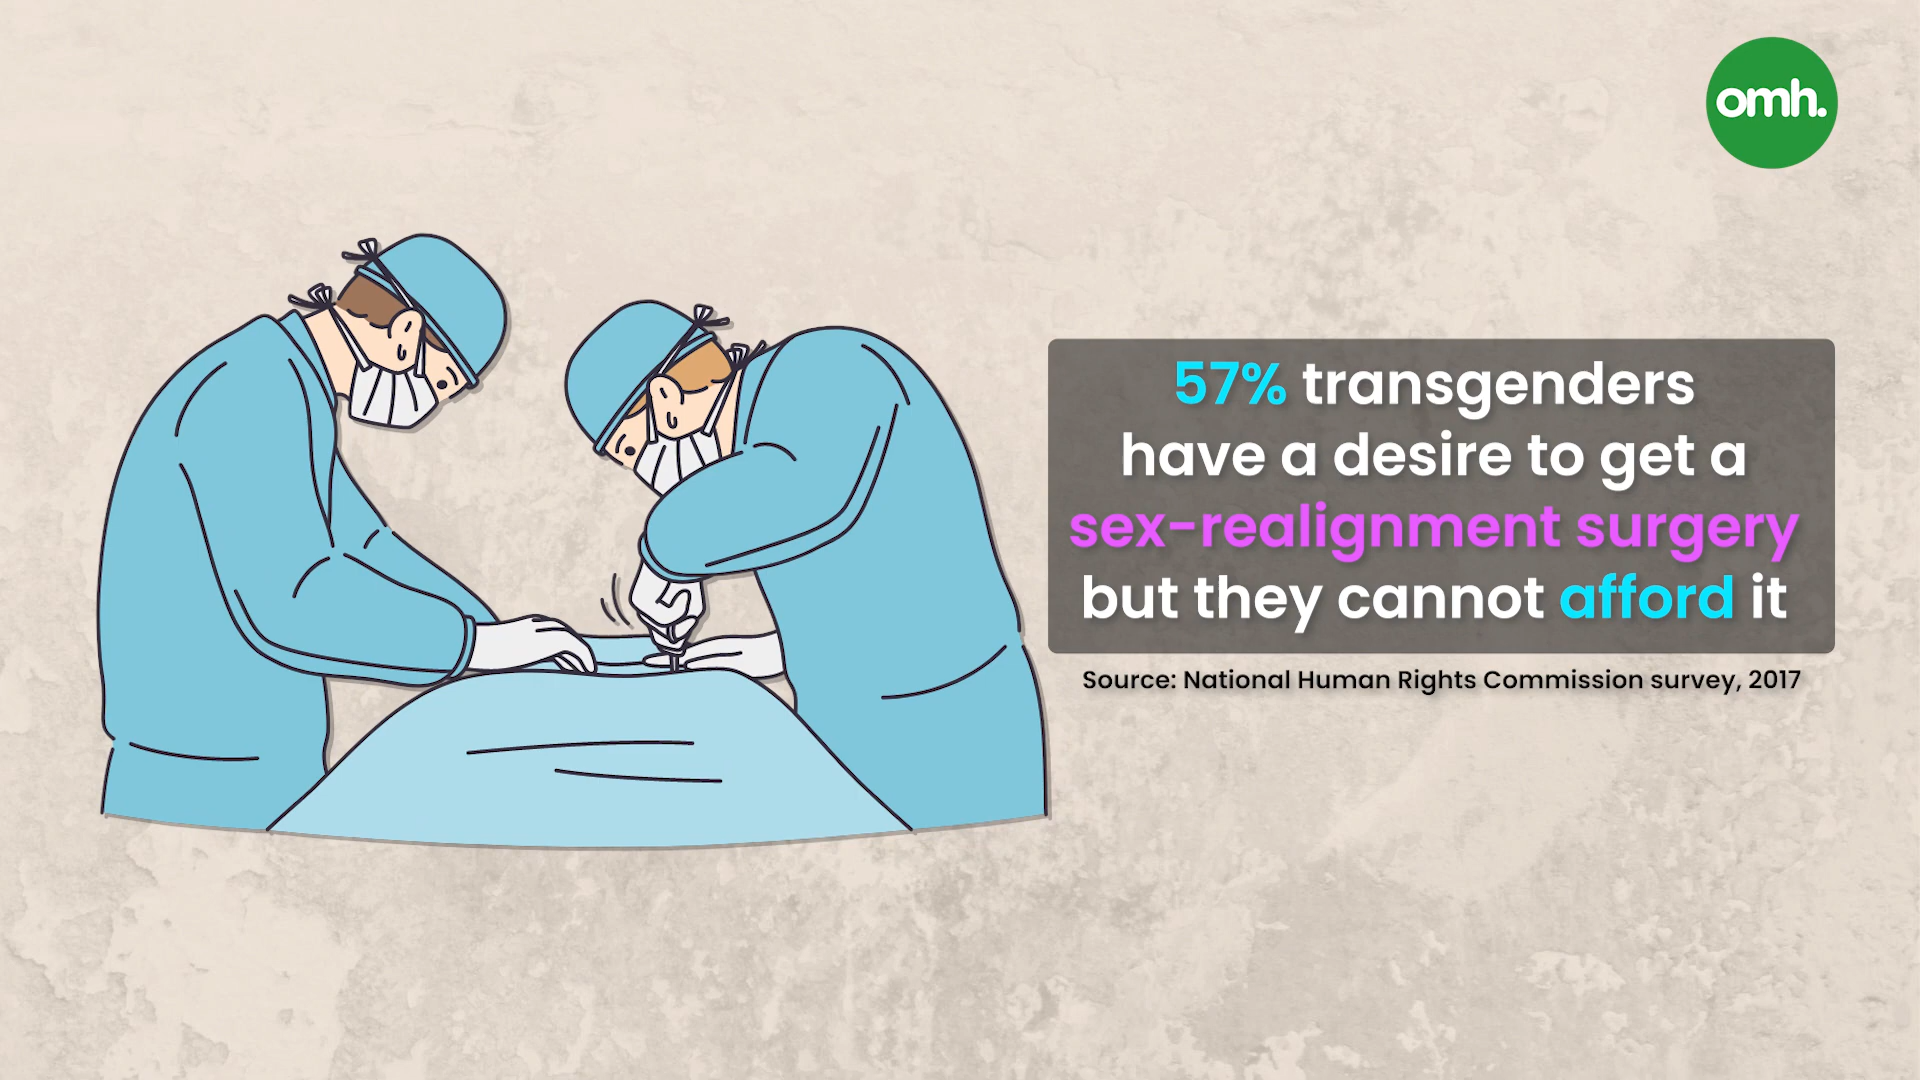 omh.
57% transgenders
have a desire to get a
sex-realignment surgery
but they cannot afford it
Source: National Human Rights Commission survey, 2017